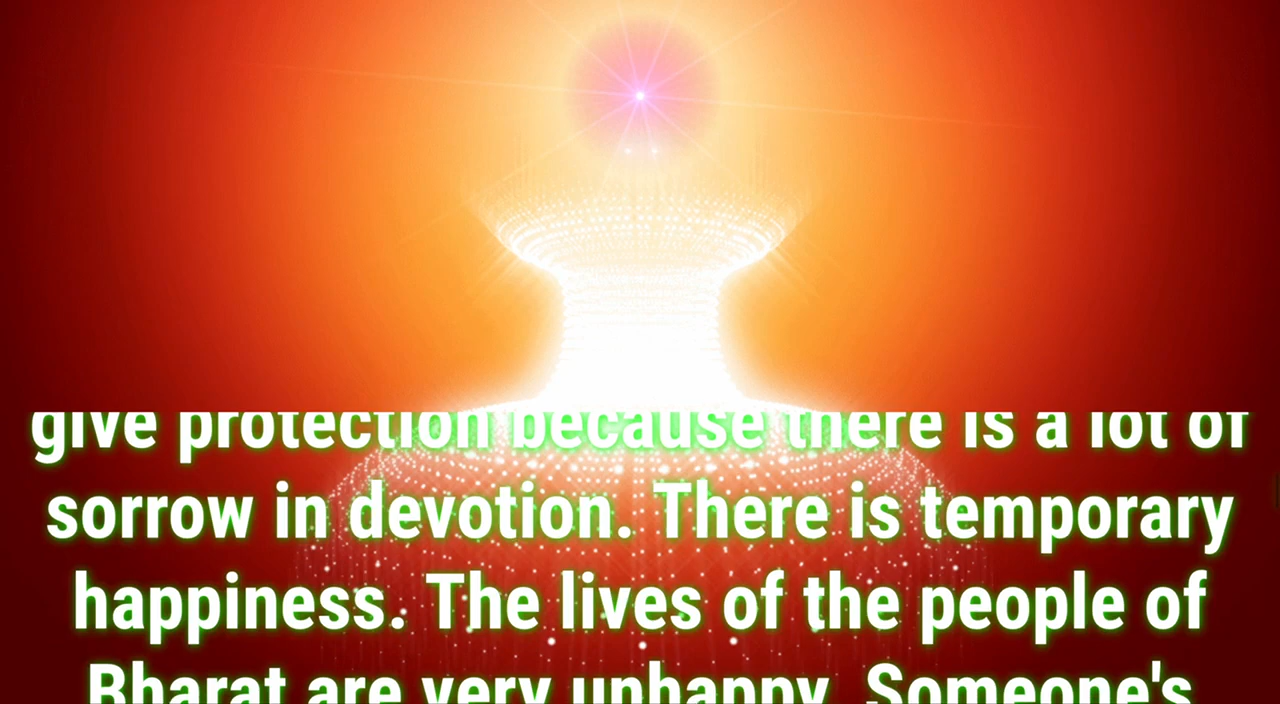 give protection because there is a lot of
sorrow in devotion. There is temporary
happiness. The lives of the people of
Bharat are very unhappy. Someone's